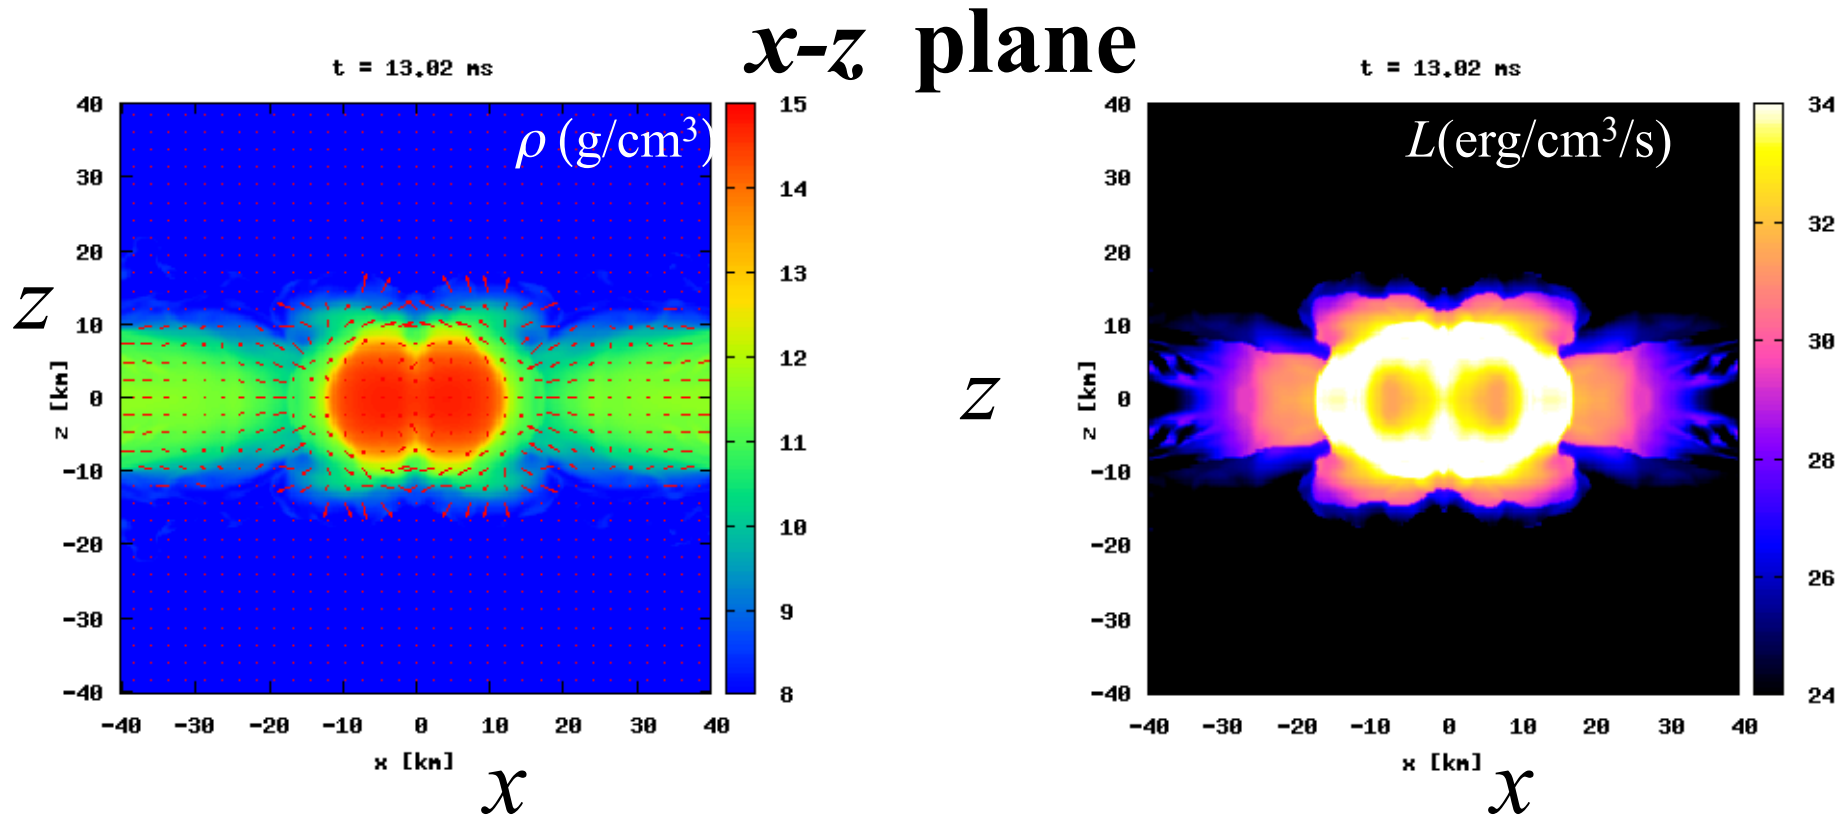 x-z plane
t = 13.02 ms
ρ (g/cm³)
40
30
20
10
0
-10
-20
-30
-40
z [km]
Z
-40 -30 -20 -10 0 10 20 30 40
x [km]
x
15
14
13
12
11
10
9
8
t = 13.02 ms
L(erg/cm³/s)
40
30
20
10
0
-10
-20
-30
-40
z [km]
Z
-40 -30 -20 -10 0 10 20 30 40
x [km]
x
34
32
30
28
26
24